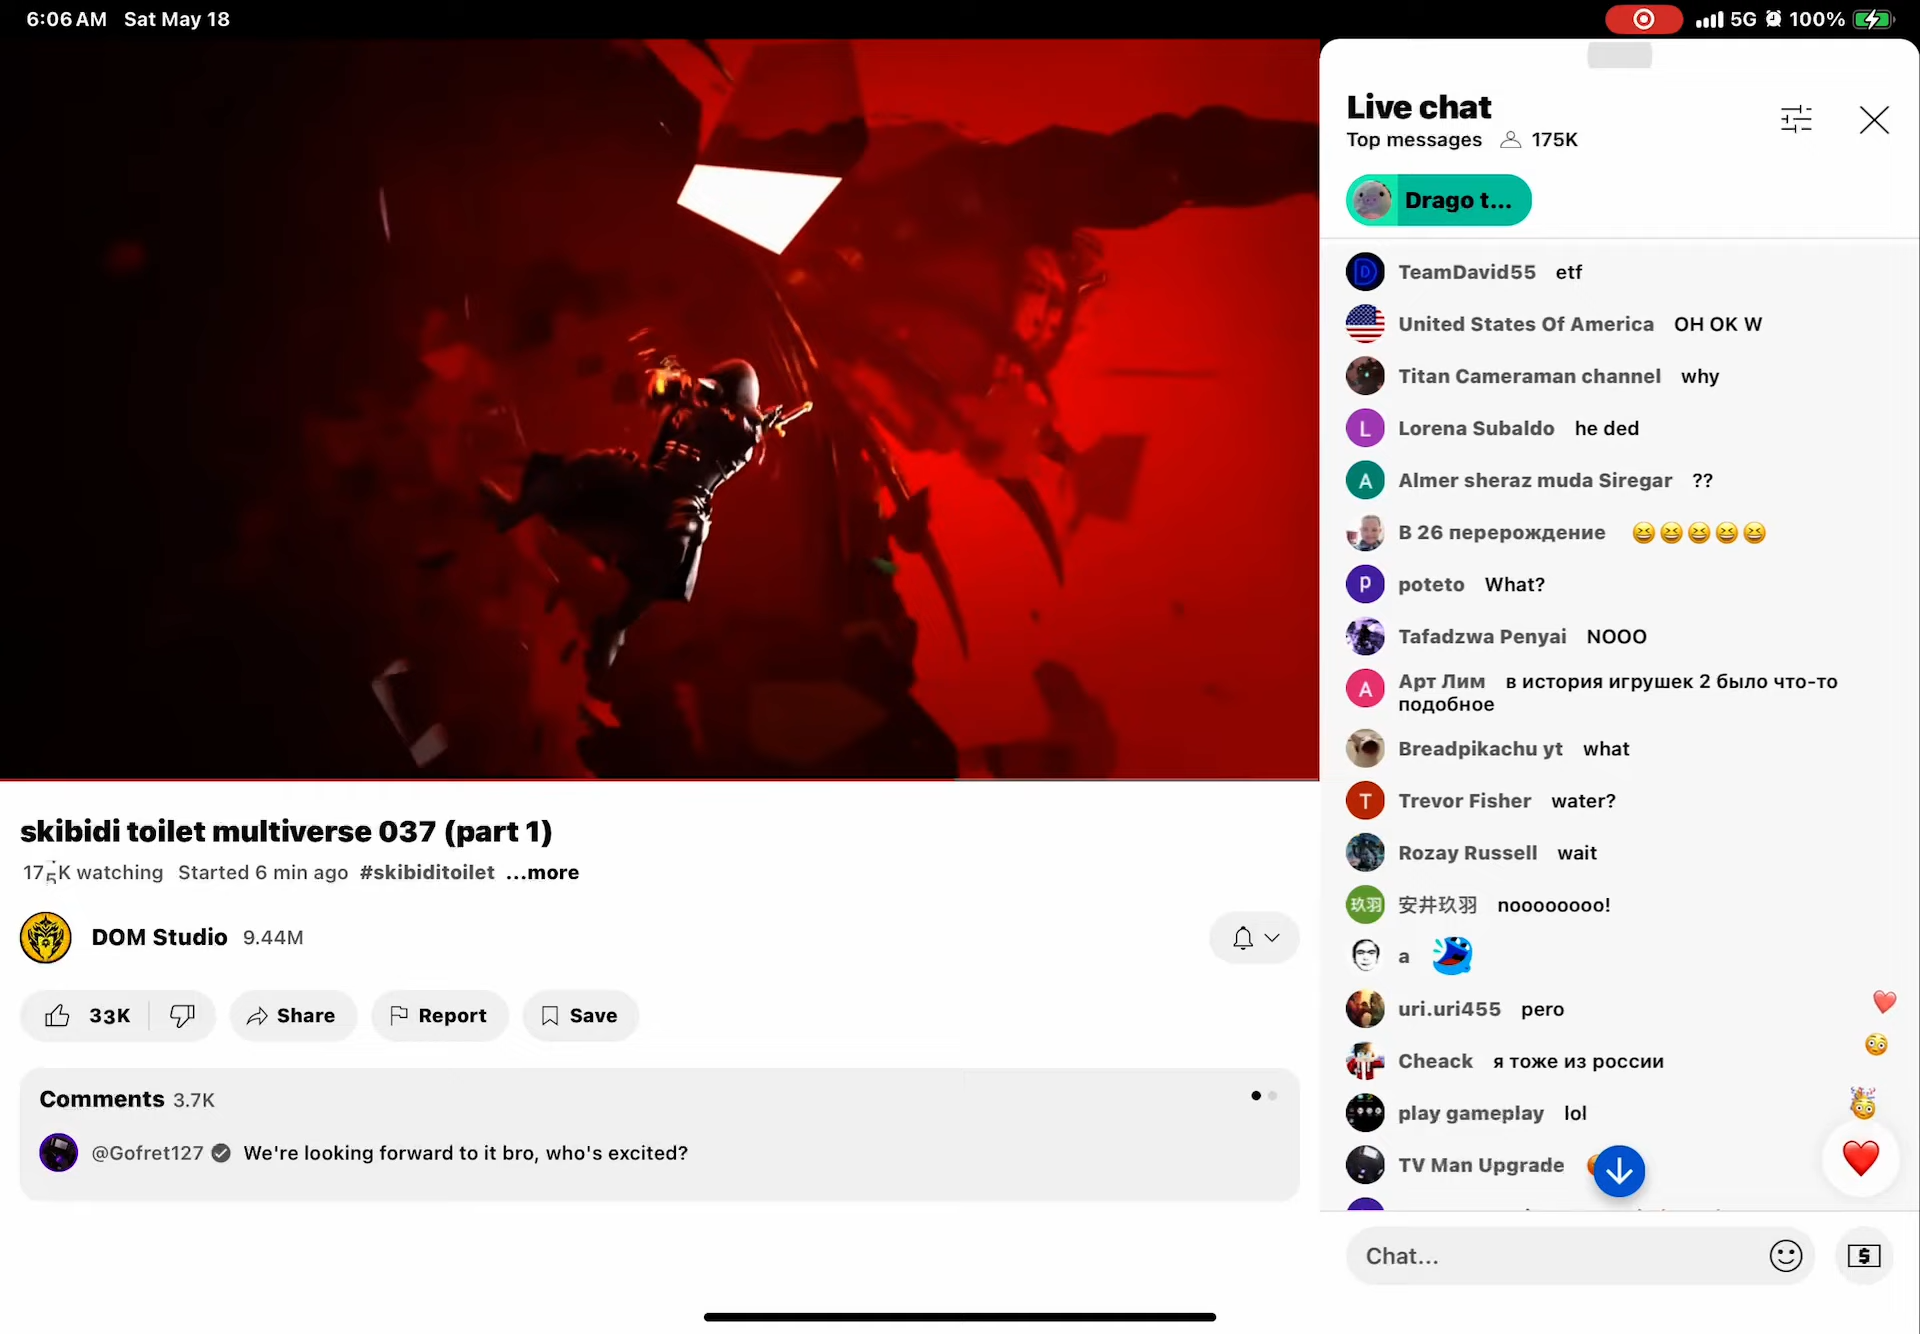 6:06 AM Sat May 18
5G 100%
Live chat
Top messages 175K
Drago t...
TeamDavid55 etf
United States Of America OH OK W
Titan Cameraman channel why
L Lorena Subaldo he ded
A Almer sheraz muda Siregar ??
В 26 перерождение 😆😆😆😆😆
P poteto What?
Tafadzwa Penyai NOOO
A Арт Лим в история игрушек 2 было что-то
подобное
Breadpikachu yt what
T Trevor Fisher water?
Rozay Russell wait
玖羽 安井玖羽 noooooooo!
a
uri.uri455 pero
Cheack я тоже из россии
play gameplay lol
TV Man Upgrade
Chat...
skibidi toilet multiverse 037 (part 1)
K watching Started 6 min ago #skibiditoilet ...more
DOM Studio 9.44M
33K Share Report Save
Comments 3.7K
@Gofret127 We're looking forward to it bro, who's excited?